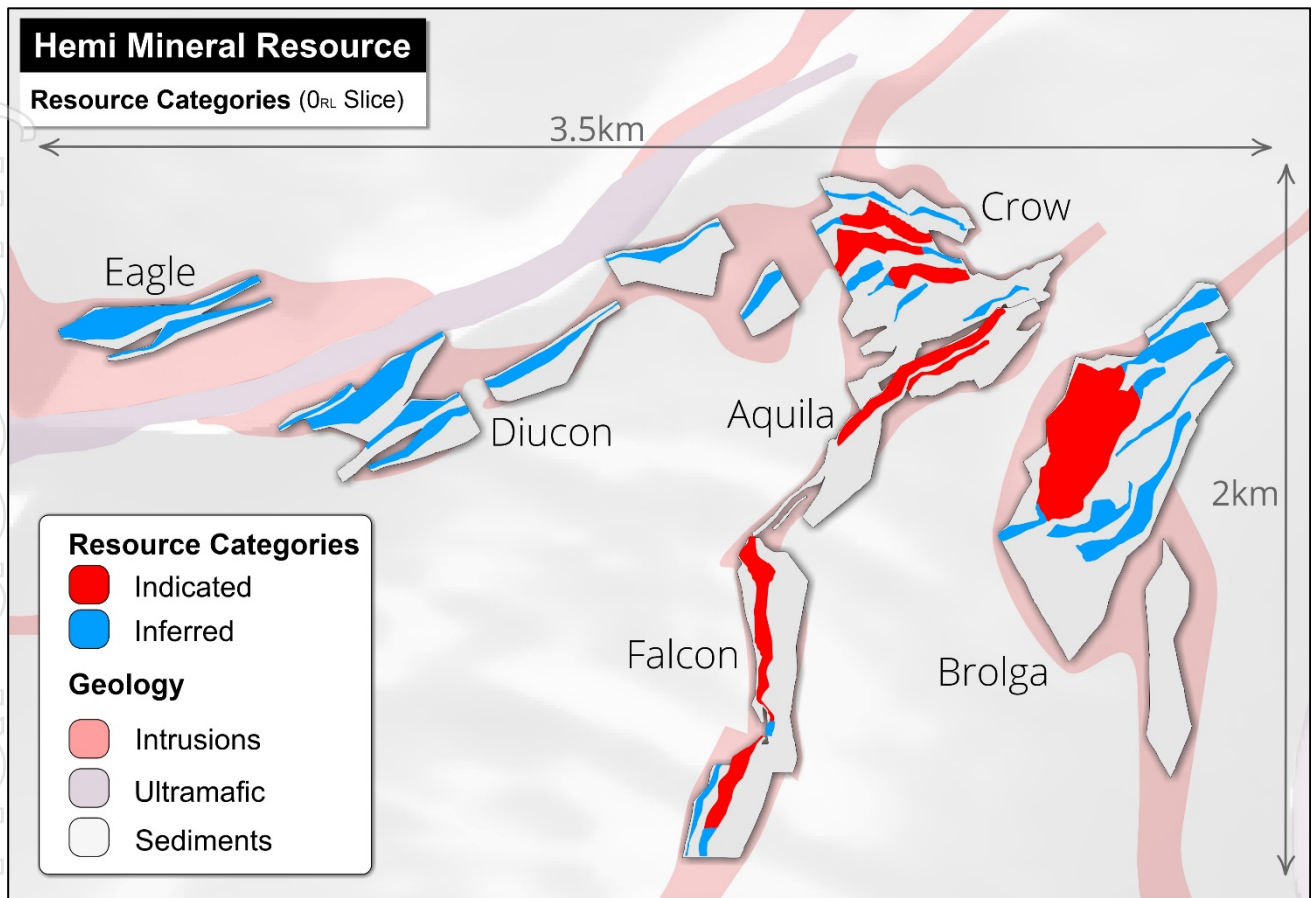 Hemi Mineral Resource
Resource Categories (0RL Slice)
3.5km
Crow
Eagle
Aquila
Diucon
2km
Resource Categories
Indicated
Inferred
Falcon
Brolga
Geology
Intrusions
Ultramafic
Sediments